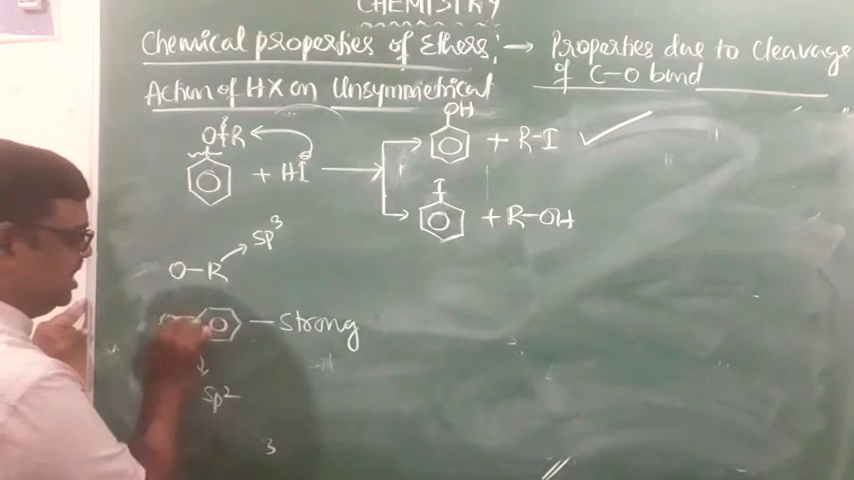 CHEMISTRY
Chemical properties of Ethers:→ Properties due to Cleavage
of C-O bond
Action of HX on Unsymmetrical
O-R + HI → OH + R-I ✓
I + R-OH
sp³
O-R
- Strong
sp²
3